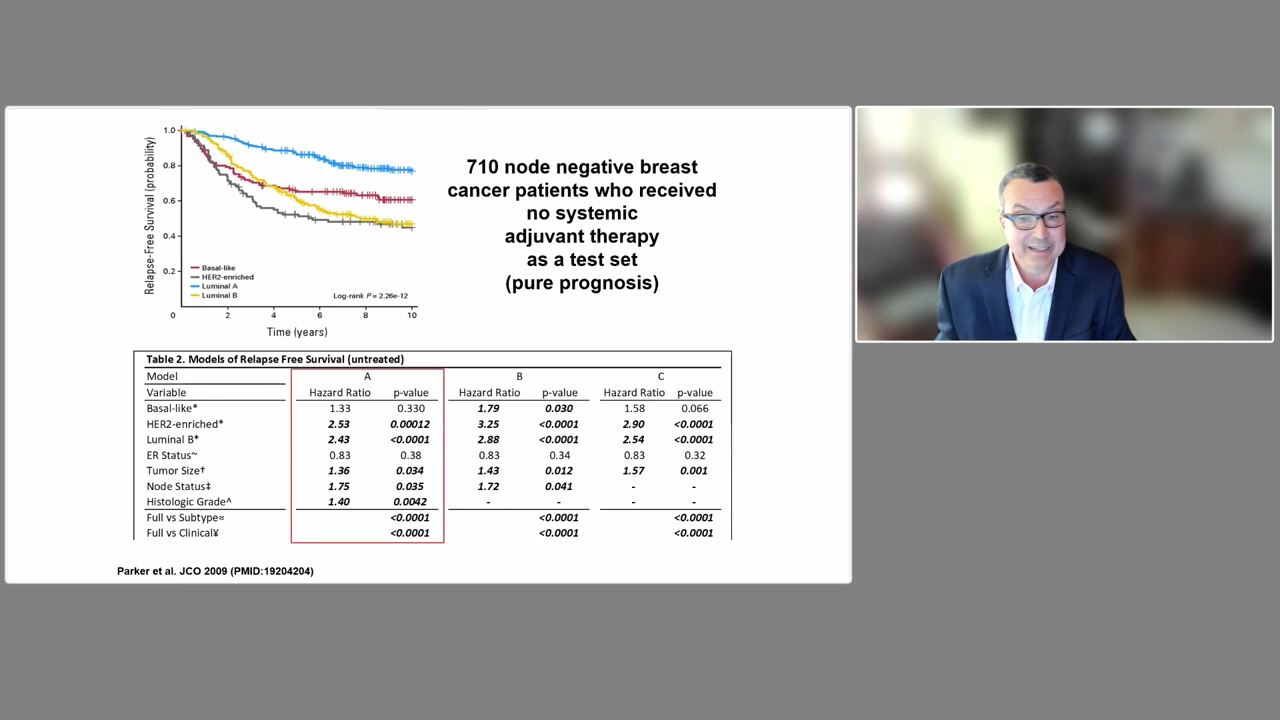 1.0
0.8
0.6
0.4
0.2
0
2
4
6
8
10
Relapse-Free Survival (probability)
Time (years)
Basal-like
HER2-enriched
Luminal A
Luminal B
Log-rank P = 2.26e-12
710 node negative breast
cancer patients who received
no systemic
adjuvant therapy
as a test set
(pure prognosis)
Table 2. Models of Relapse Free Survival (untreated)
Model A B C
Variable Hazard Ratio p-value Hazard Ratio p-value Hazard Ratio p-value
Basal-like* 1.33 0.330 1.79 0.030 1.58 0.066
HER2-enriched* 2.53 0.00012 3.25 <0.0001 2.90 <0.0001
Luminal B* 2.43 <0.0001 2.88 <0.0001 2.54 <0.0001
ER Status~ 0.83 0.38 0.83 0.34 0.83 0.32
Tumor Size† 1.36 0.034 1.43 0.012 1.57 0.001
Node Status‡ 1.75 0.035 1.72 0.041 - -
Histologic Grade^ 1.40 0.0042 - - - -
Full vs Subtype≈ <0.0001 <0.0001 <0.0001
Full vs Clinical¥ <0.0001 <0.0001 <0.0001
Parker et al. JCO 2009 (PMID:19204204)